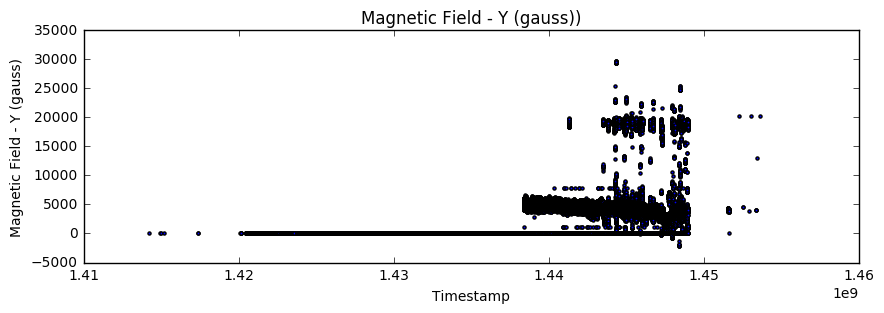 Magnetic Field - Y (gauss))
35000
30000
25000
20000
15000
10000
5000
0
−5000
Magnetic Field - Y (gauss)
1.41 1.42 1.43 1.44 1.45 1.46
1e9
Timestamp